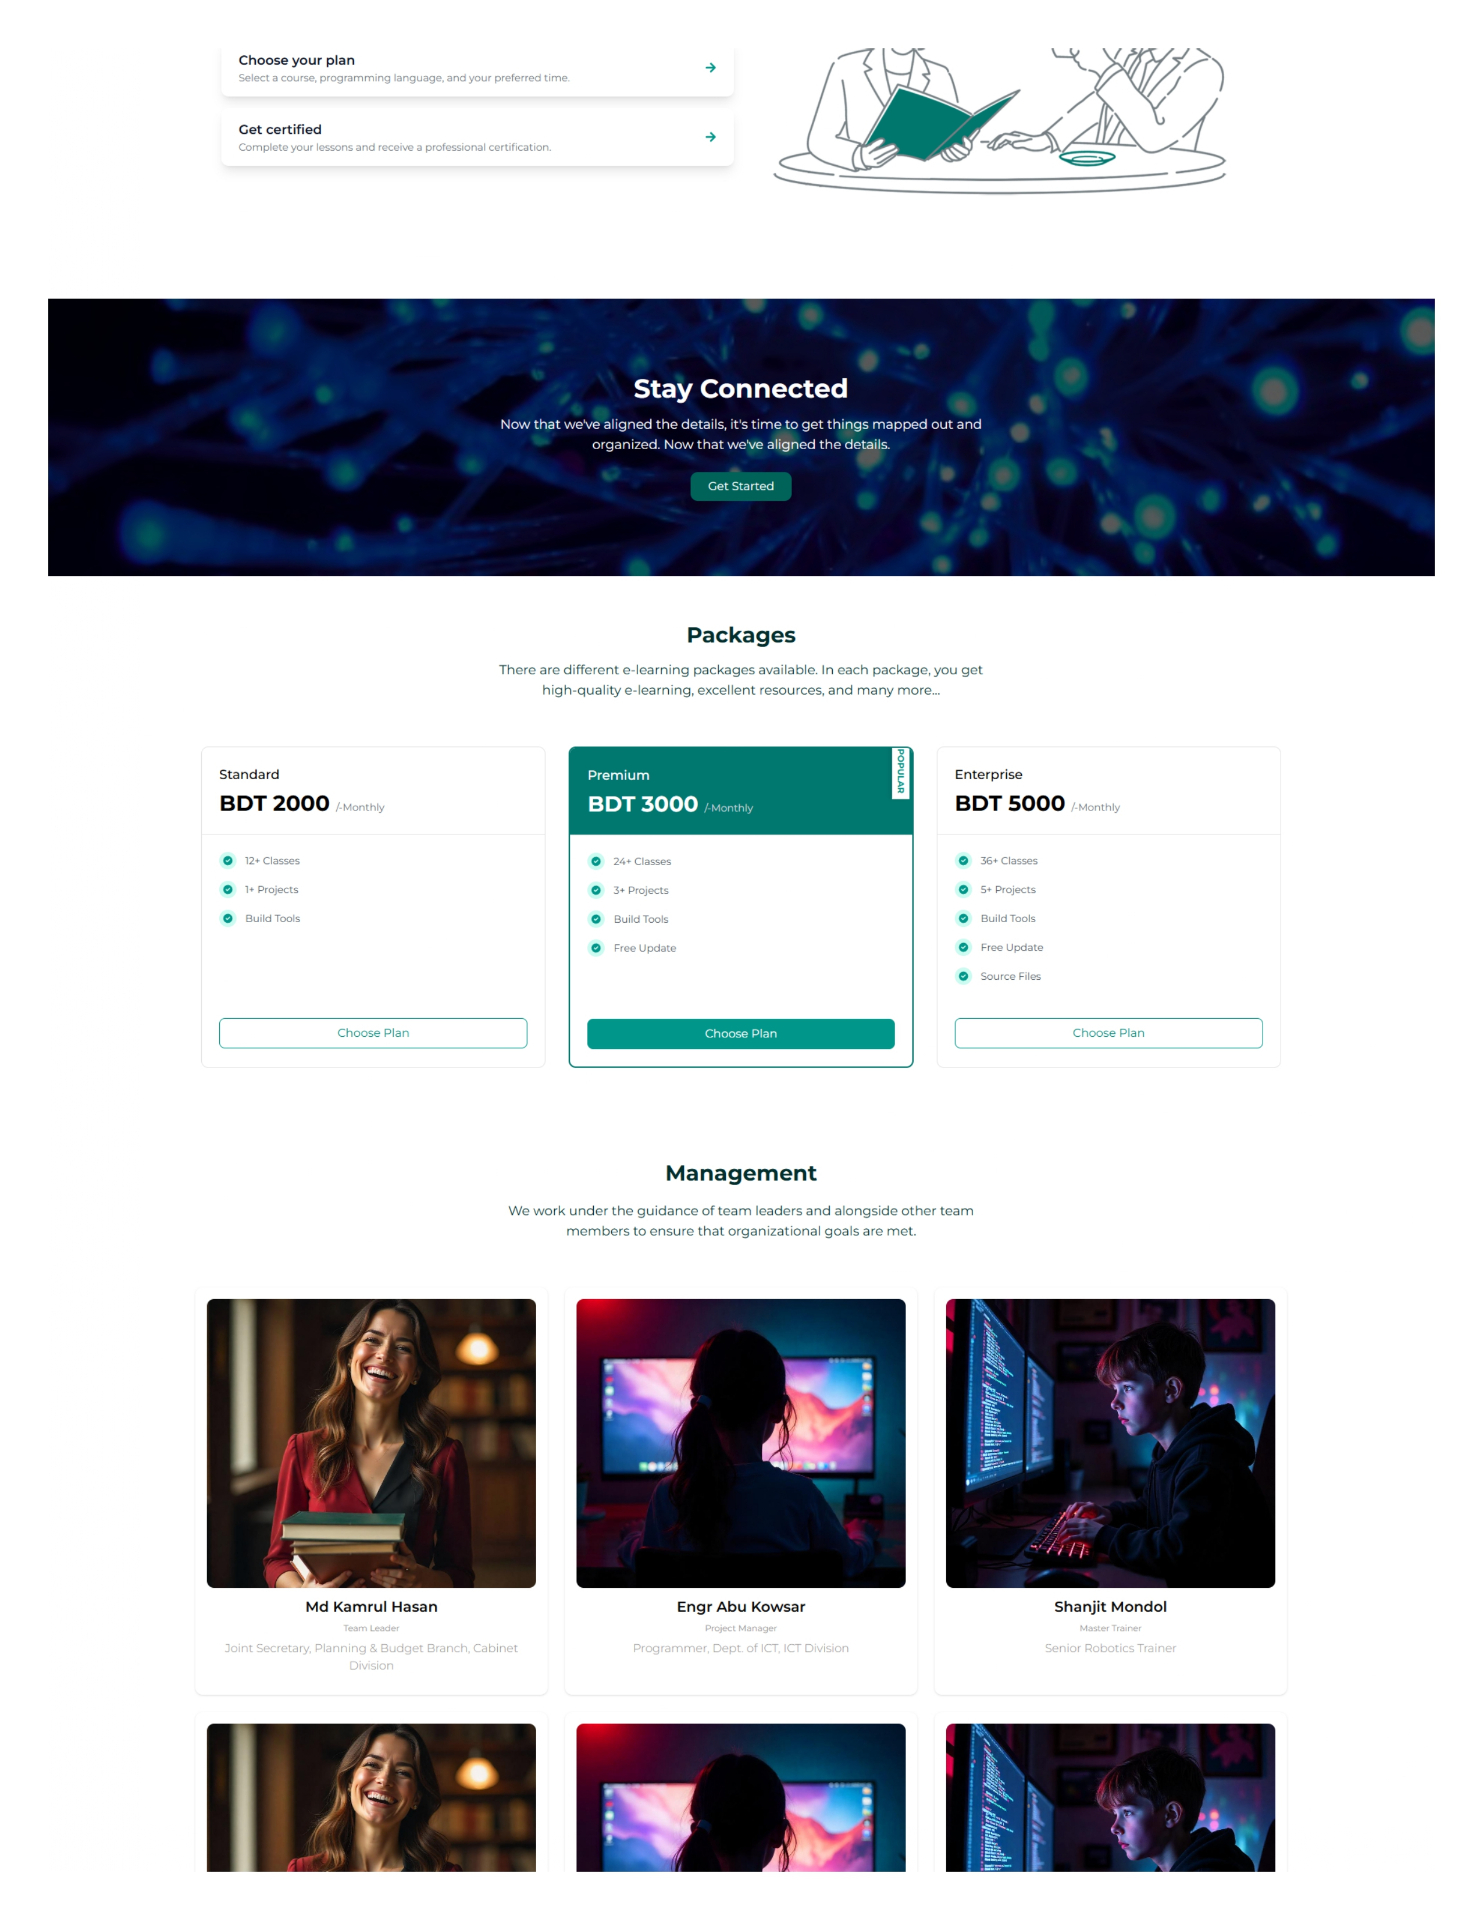 Choose your plan
Select a course, programming language, and your preferred time.
Get certified
Complete your lessons and receive a professional certification.
Stay Connected
Now that we've aligned the details, it's time to get things mapped out and
organized. Now that we've aligned the details.
Get Started
Packages
There are different e-learning packages available. In each package, you get
high-quality e-learning, excellent resources, and many more...
Standard
BDT 2000 /-Monthly
12+ Classes
1+ Projects
Build Tools
Choose Plan
POPULAR
Premium
BDT 3000 /-Monthly
24+ Classes
3+ Projects
Build Tools
Free Update
Choose Plan
Enterprise
BDT 5000 /-Monthly
36+ Classes
5+ Projects
Build Tools
Free Update
Source Files
Choose Plan
Management
We work under the guidance of team leaders and alongside other team
members to ensure that organizational goals are met.
Md Kamrul Hasan
Team Leader
Joint Secretary, Planning & Budget Branch, Cabinet
Division
Engr Abu Kowsar
Project Manager
Programmer, Dept. of ICT, ICT Division
Shanjit Mondol
Master Trainer
Senior Robotics Trainer